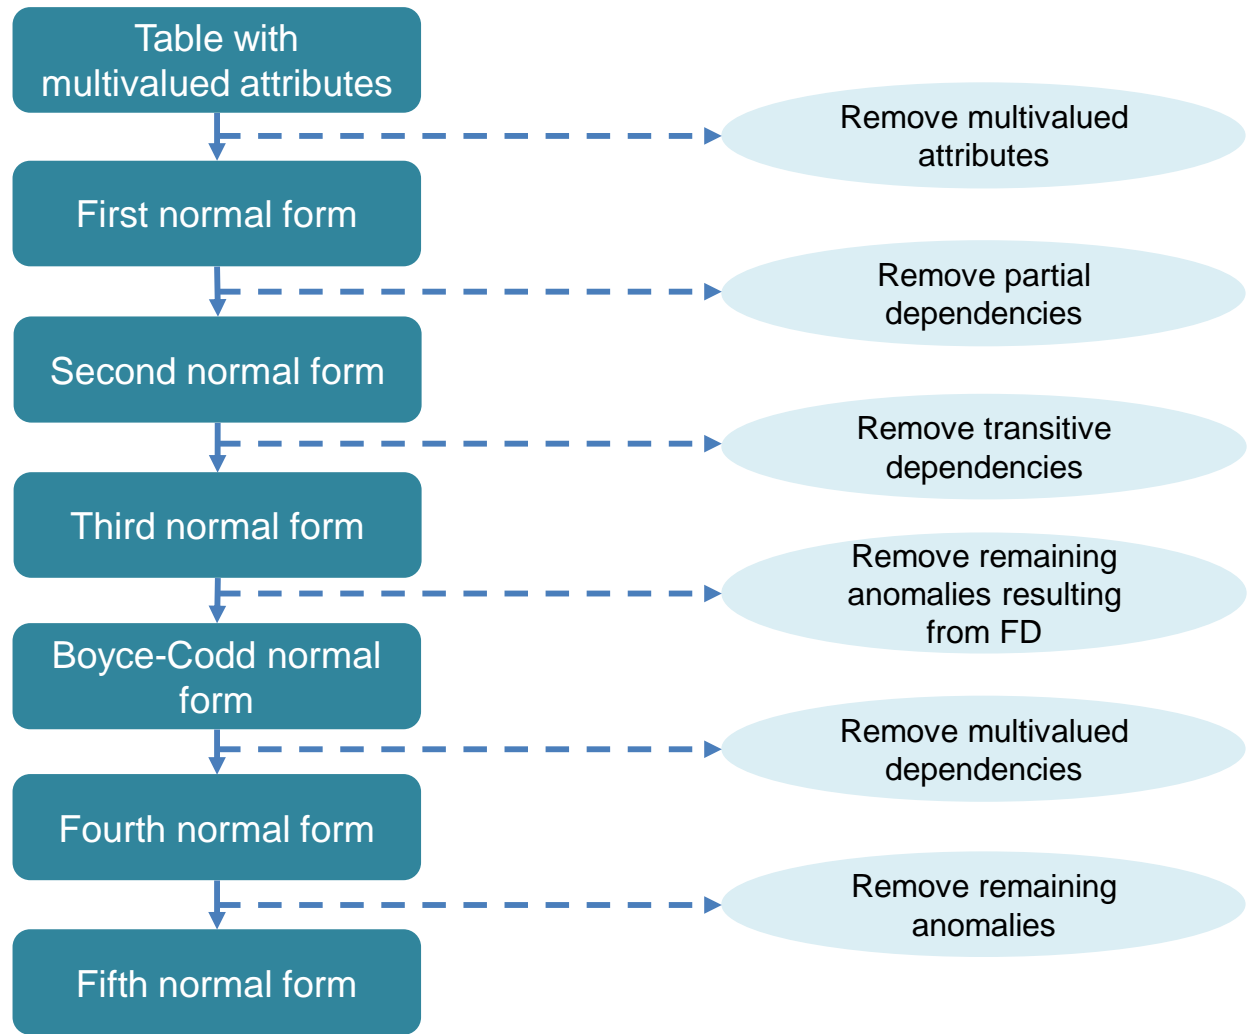 Table with
multivalued attributes
Remove multivalued
attributes
First normal form
Remove partial
dependencies
Second normal form
Remove transitive
dependencies
Third normal form
Remove remaining
anomalies resulting
from FD
Boyce-Codd normal
form
Remove multivalued
dependencies
Fourth normal form
Remove remaining
anomalies
Fifth normal form